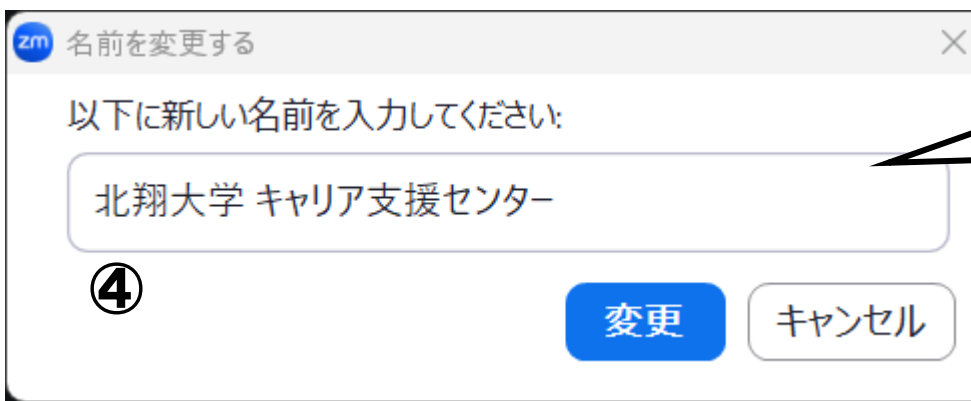 zm 名前を変更する
以下に新しい名前を入力してください:
北翔大学 キャリア支援センター
④
変更 キャンセル